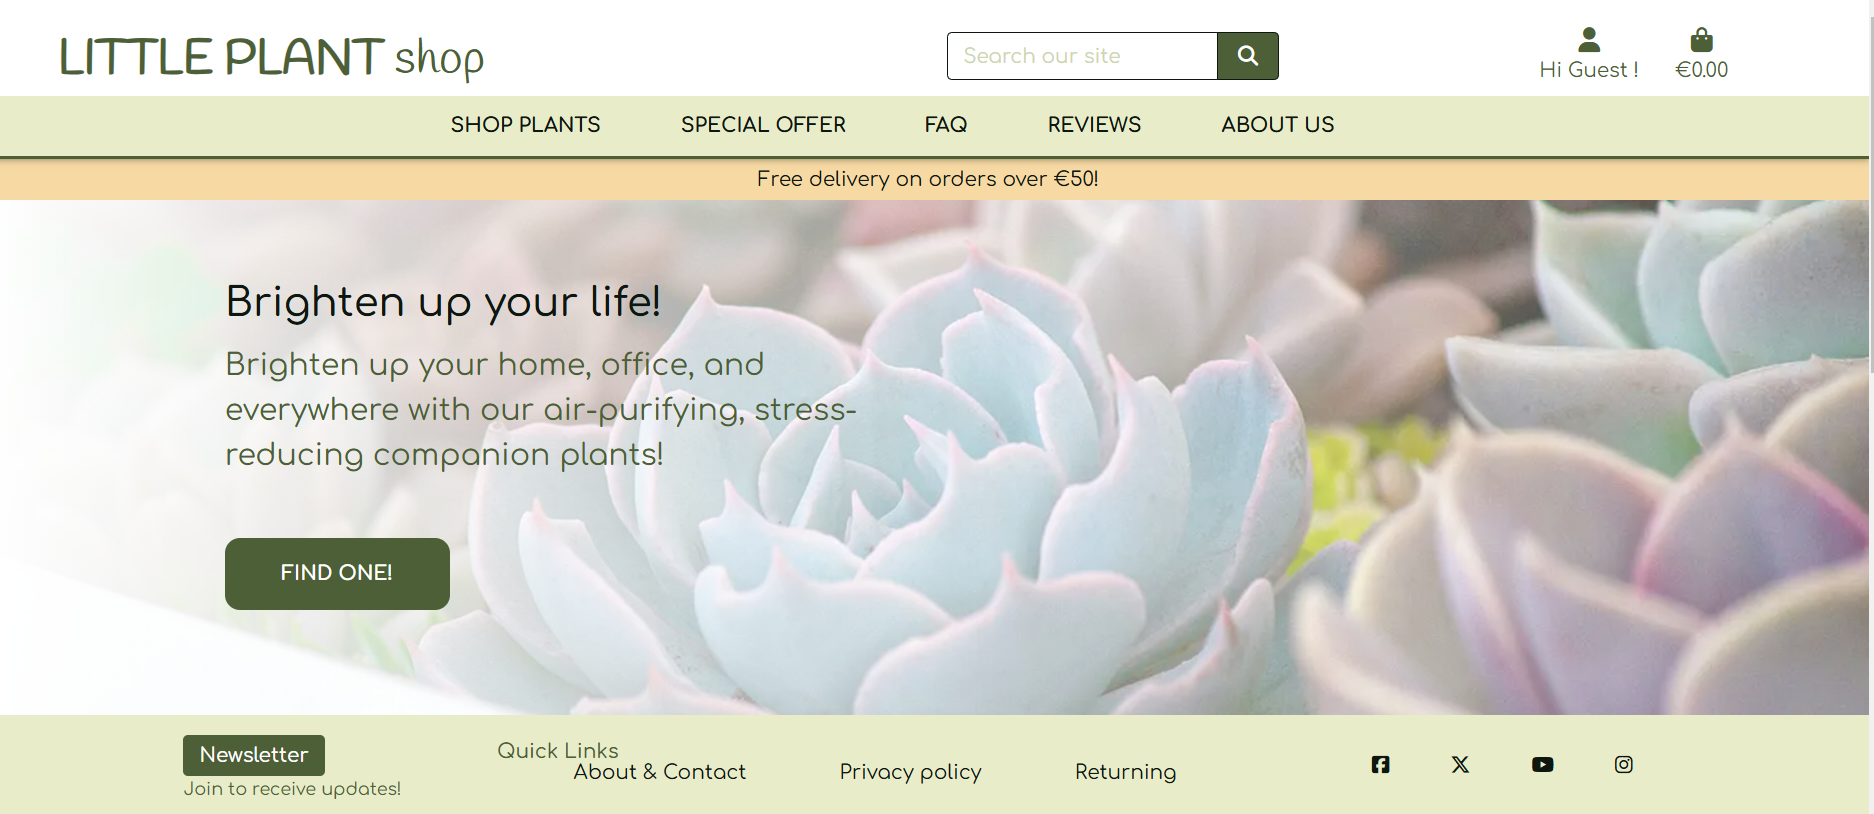 LITTLE PLANT shop
Search our site
Hi Guest !
€0.00
SHOP PLANTS
SPECIAL OFFER
FAQ
REVIEWS
ABOUT US
Free delivery on orders over €50!
Brighten up your life!
Brighten up your home, office, and
everywhere with our air-purifying, stress-
reducing companion plants!
FIND ONE!
Newsletter
Join to receive updates!
Quick Links
About & Contact
Privacy policy
Returning